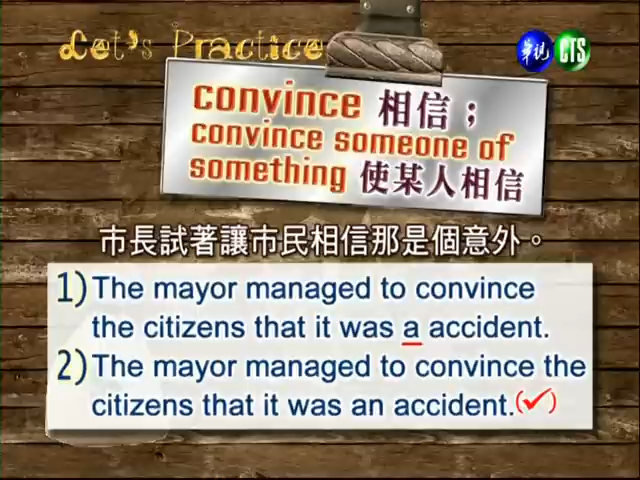 Let's Practice
華視 CTS
convince 相信；
convince someone of
something 使某人相信
市長試著讓市民相信那是個意外。
1) The mayor managed to convince
the citizens that it was a accident.
2) The mayor managed to convince the
citizens that it was an accident.(✓)